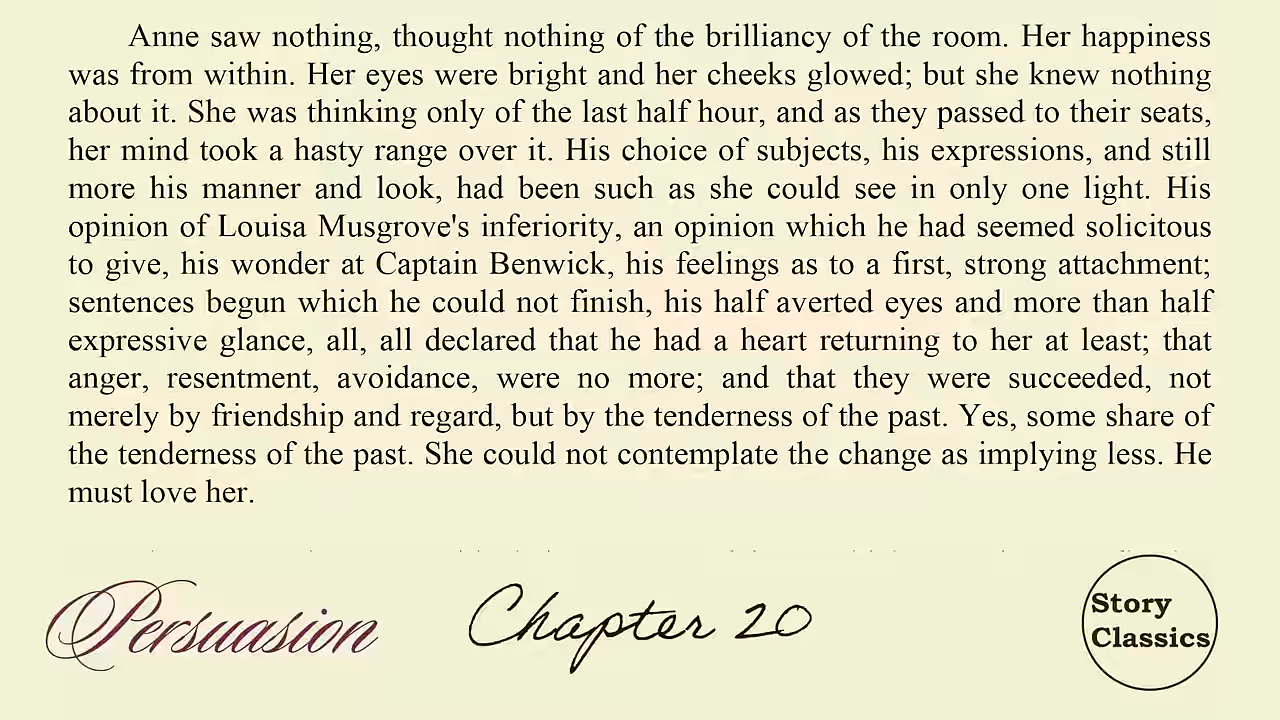 Anne saw nothing, thought nothing of the brilliancy of the room. Her happiness
was from within. Her eyes were bright and her cheeks glowed; but she knew nothing
about it. She was thinking only of the last half hour, and as they passed to their seats,
her mind took a hasty range over it. His choice of subjects, his expressions, and still
more his manner and look, had been such as she could see in only one light. His
opinion of Louisa Musgrove's inferiority, an opinion which he had seemed solicitous
to give, his wonder at Captain Benwick, his feelings as to a first, strong attachment;
sentences begun which he could not finish, his half averted eyes and more than half
expressive glance, all, all declared that he had a heart returning to her at least; that
anger, resentment, avoidance, were no more; and that they were succeeded, not
merely by friendship and regard, but by the tenderness of the past. Yes, some share of
the tenderness of the past. She could not contemplate the change as implying less. He
must love her.
Persuasion
Chapter 20
Story
Classics